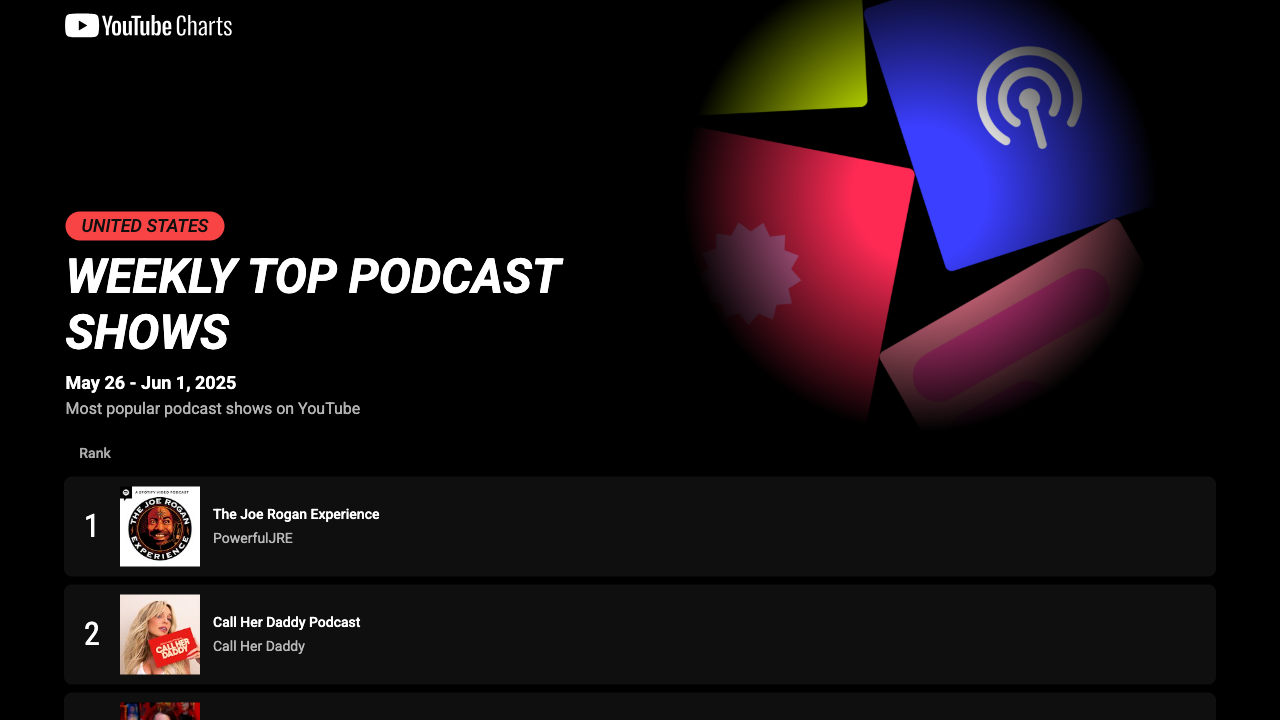 YouTube Charts
UNITED STATES
WEEKLY TOP PODCAST
SHOWS
May 26 - Jun 1, 2025
Most popular podcast shows on YouTube
Rank
1
A SPOTIFY VIDEO PODCAST
THE JOE ROGAN
EXPERIENCE
The Joe Rogan Experience
PowerfulJRE
2
CALL HER
DADDY
Call Her Daddy Podcast
Call Her Daddy